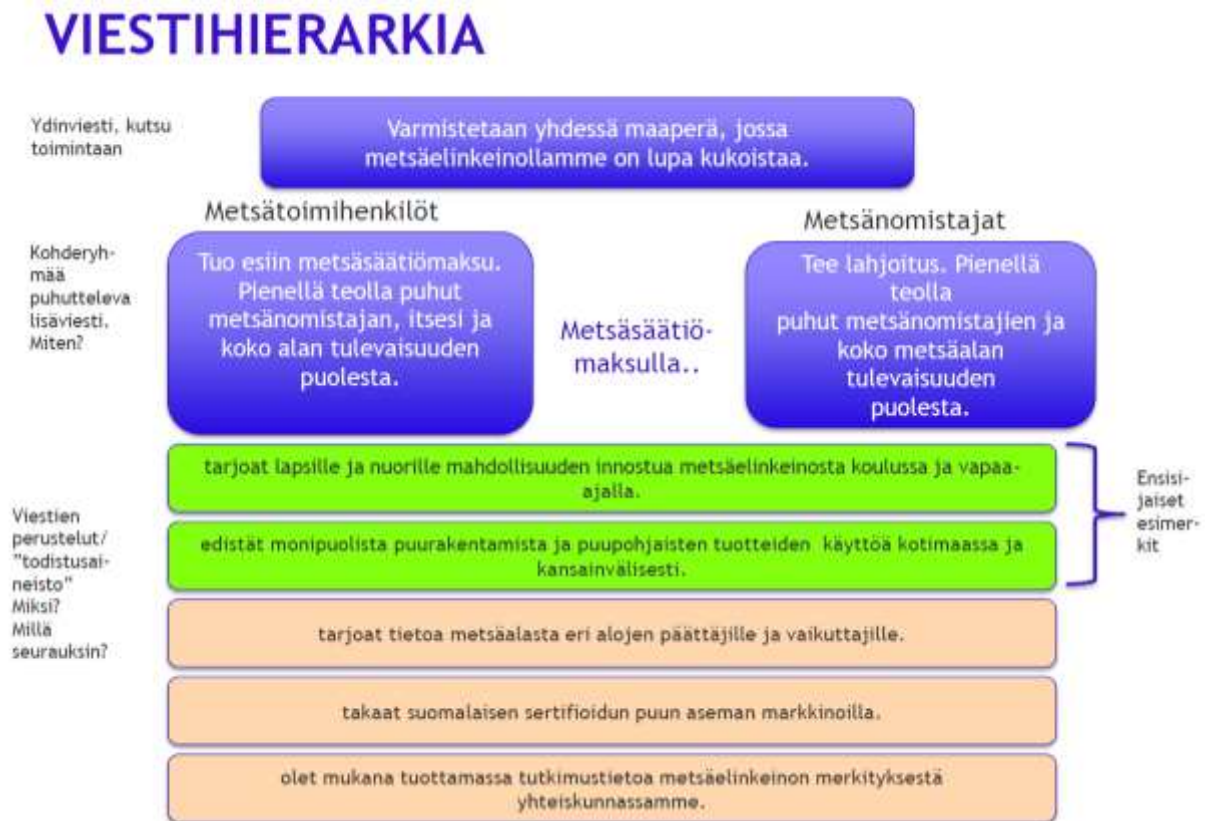 VIESTIHIERARKIA
Ydinviesti, kutsu
toimintaan
Varmistetaan yhdessä maaperä, jossa
metsäelinkeinollamme on lupa kukoistaa.
Metsätoimihenkilöt
Metsänomistajat
Kohderyh-
mää
puhutteleva
lisäviesti.
Miten?
Tuo esiin metsäsäätiömaksu.
Pienellä teolla puhut
metsänomistajan, itsesi ja
koko alan tulevaisuuden
puolesta.
Metsäsäätiö-
maksulla..
Tee lahjoitus. Pienellä
teolla
puhut metsänomistajien ja
koko metsäalan
tulevaisuuden
puolesta.
tarjoat lapsille ja nuorille mahdollisuuden innostua metsäelinkeinosta koulussa ja vapaa-
ajalla.
edistät monipuolista puurakentamista ja puupohjaisten tuotteiden käyttöä kotimaassa ja
kansainvälisesti.
Ensisi-
jaiset
esimer-
kit
Viestien
perustelut/
"todistusai-
neisto"
Miksi?
Millä
seurauksin?
tarjoat tietoa metsäalasta eri alojen päättäjille ja vaikuttajille.
takaat suomalaisen sertifioidun puun aseman markkinoilla.
olet mukana tuottamassa tutkimustietoa metsäelinkeinon merkityksestä
yhteiskunnassamme.